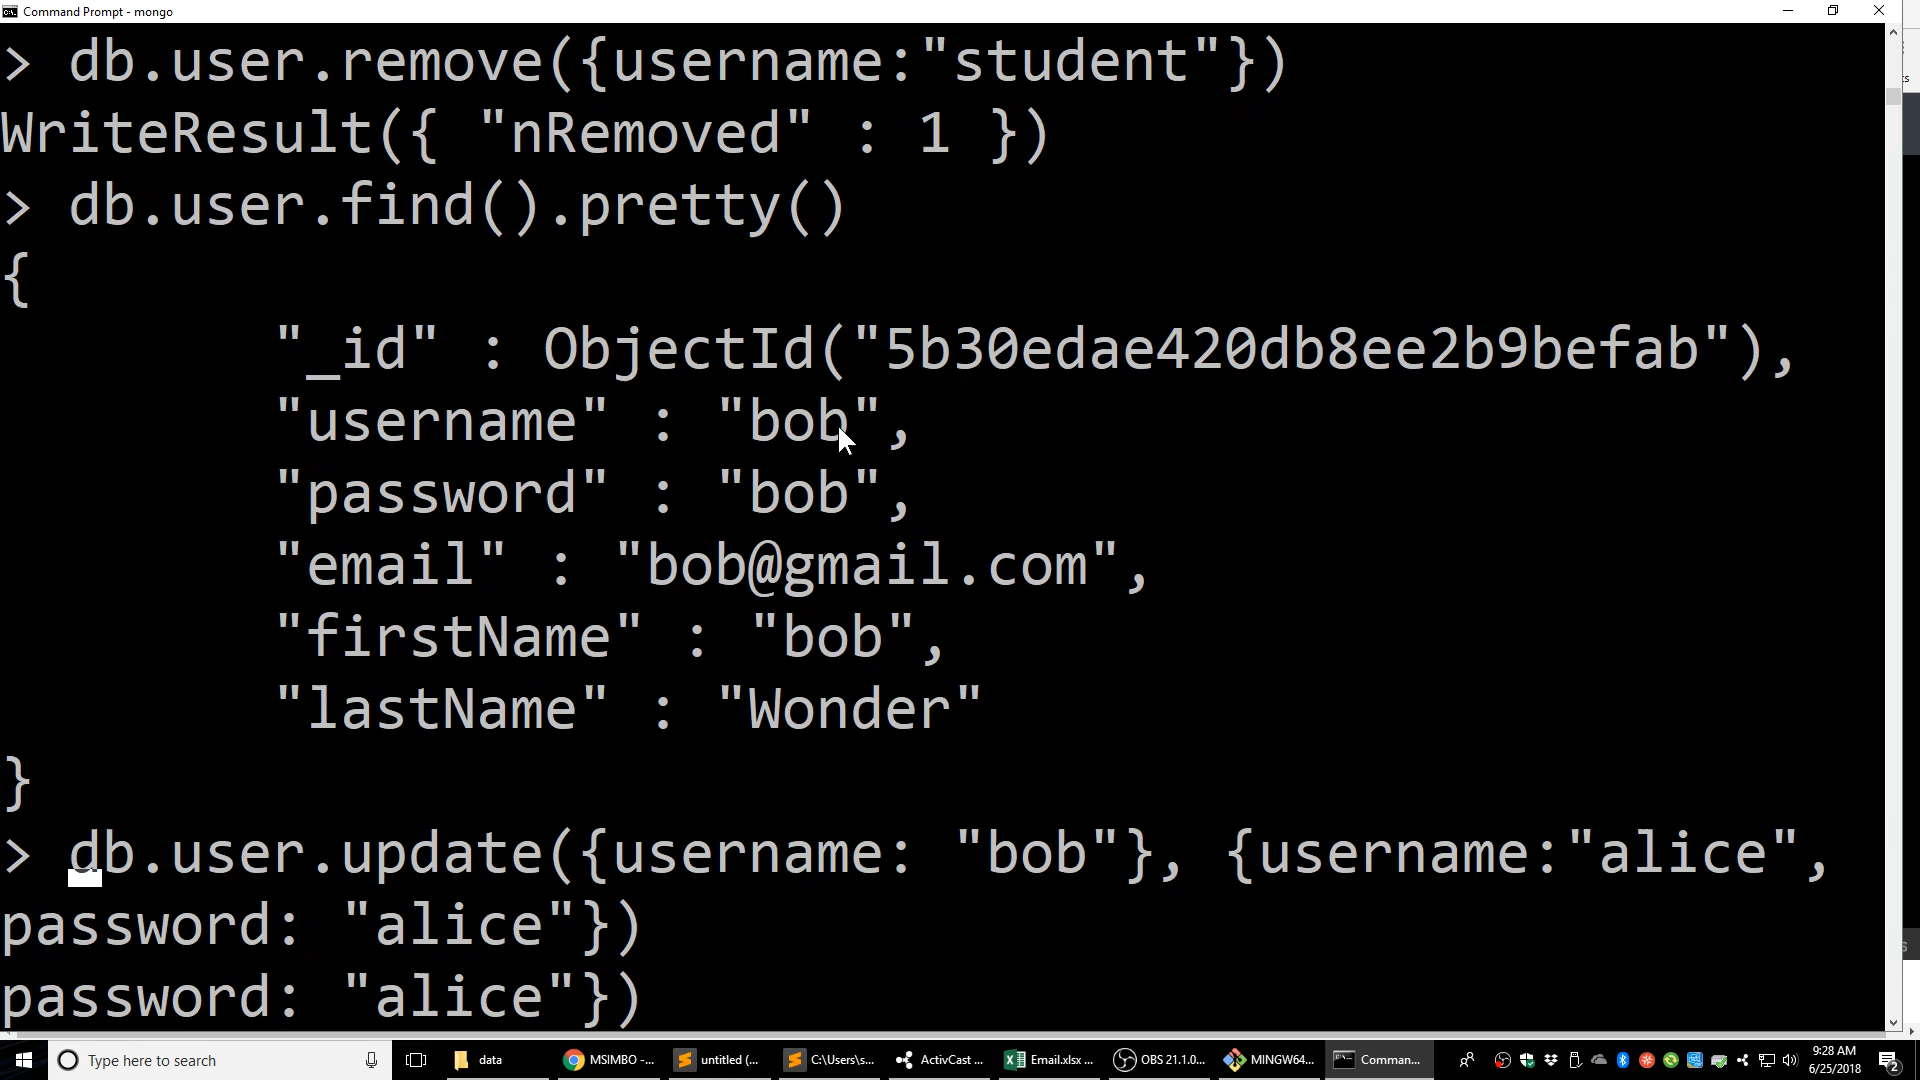 Command Prompt - mongo
> db.user.remove({username:"student"})
WriteResult({ "nRemoved" : 1 })
> db.user.find().pretty()
{
"_id" : ObjectId("5b30edae420db8ee2b9befab"),
"username" : "bob",
"password" : "bob",
"email" : "bob@gmail.com",
"firstName" : "bob",
"lastName" : "Wonder"
}
> db.user.update({username: "bob"}, {username:"alice",
password: "alice"})
password: "alice"})
Type here to search
data
MSIMBO -...
untitled (...
C:\Users\s...
ActivCast ...
Email.xlsx ...
OBS 21.1.0...
MINGW64...
Comman...
9:28 AM
6/25/2018
2